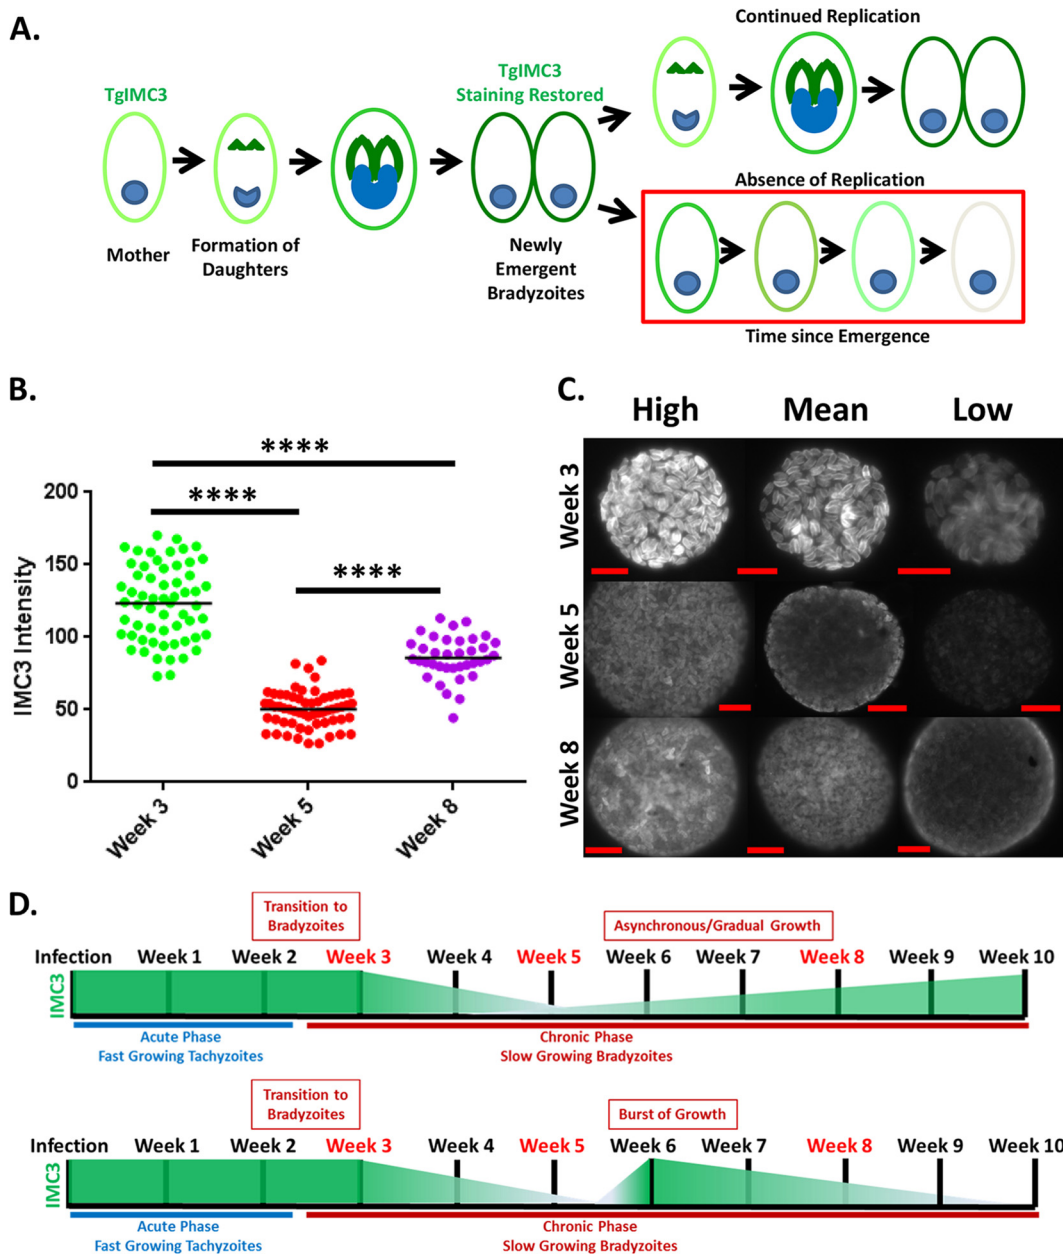 A.
Continued Replication
TgIMC3
TgIMC3
Staining Restored
Mother
Formation of
Daughters
Newly
Emergent
Bradyzoites
Absence of Replication
Time since Emergence
B.
****
****
****
IMC3 Intensity
200
150
100
50
0
Week 3
Week 5
Week 8
C.
High Mean Low
Week 3
Week 5
Week 8
D.
Transition to
Bradyzoites
Asynchronous/Gradual Growth
Infection Week 1 Week 2 Week 3 Week 4 Week 5 Week 6 Week 7 Week 8 Week 9 Week 10
IMC3
Acute Phase
Fast Growing Tachyzoites
Chronic Phase
Slow Growing Bradyzoites
Transition to
Bradyzoites
Burst of Growth
Infection Week 1 Week 2 Week 3 Week 4 Week 5 Week 6 Week 7 Week 8 Week 9 Week 10
IMC3
Acute Phase
Fast Growing Tachyzoites
Chronic Phase
Slow Growing Bradyzoites